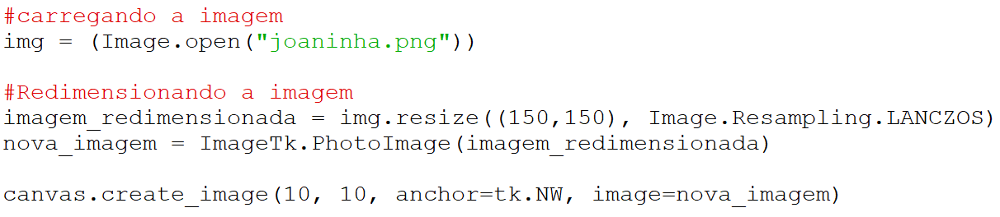 #carregando a imagem
img = (Image.open("joaninha.png"))
#Redimensionando a imagem
imagem_redimensionada = img.resize((150,150), Image.Resampling.LANCZOS)
nova_imagem = ImageTk.PhotoImage(imagem_redimensionada)
canvas.create_image(10, 10, anchor=tk.NW, image=nova_imagem)